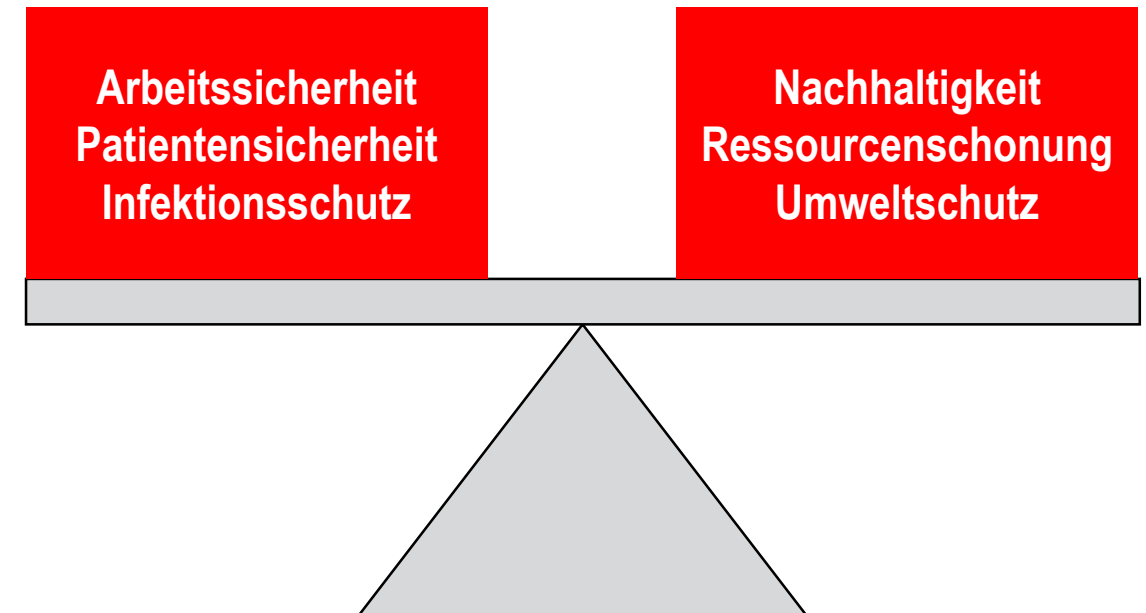 Arbeitssicherheit
Patientensicherheit
Infektionsschutz
Nachhaltigkeit
Ressourcenschonung
Umweltschutz